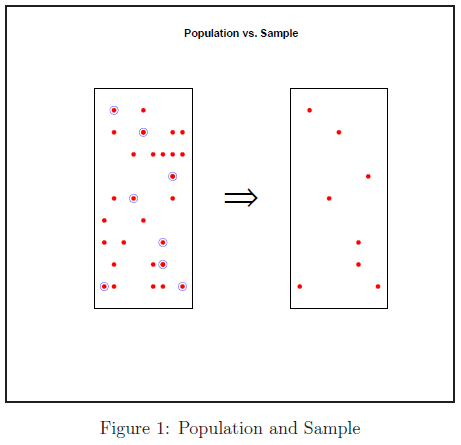 Population vs. Sample
⇒
Figure 1: Population and Sample